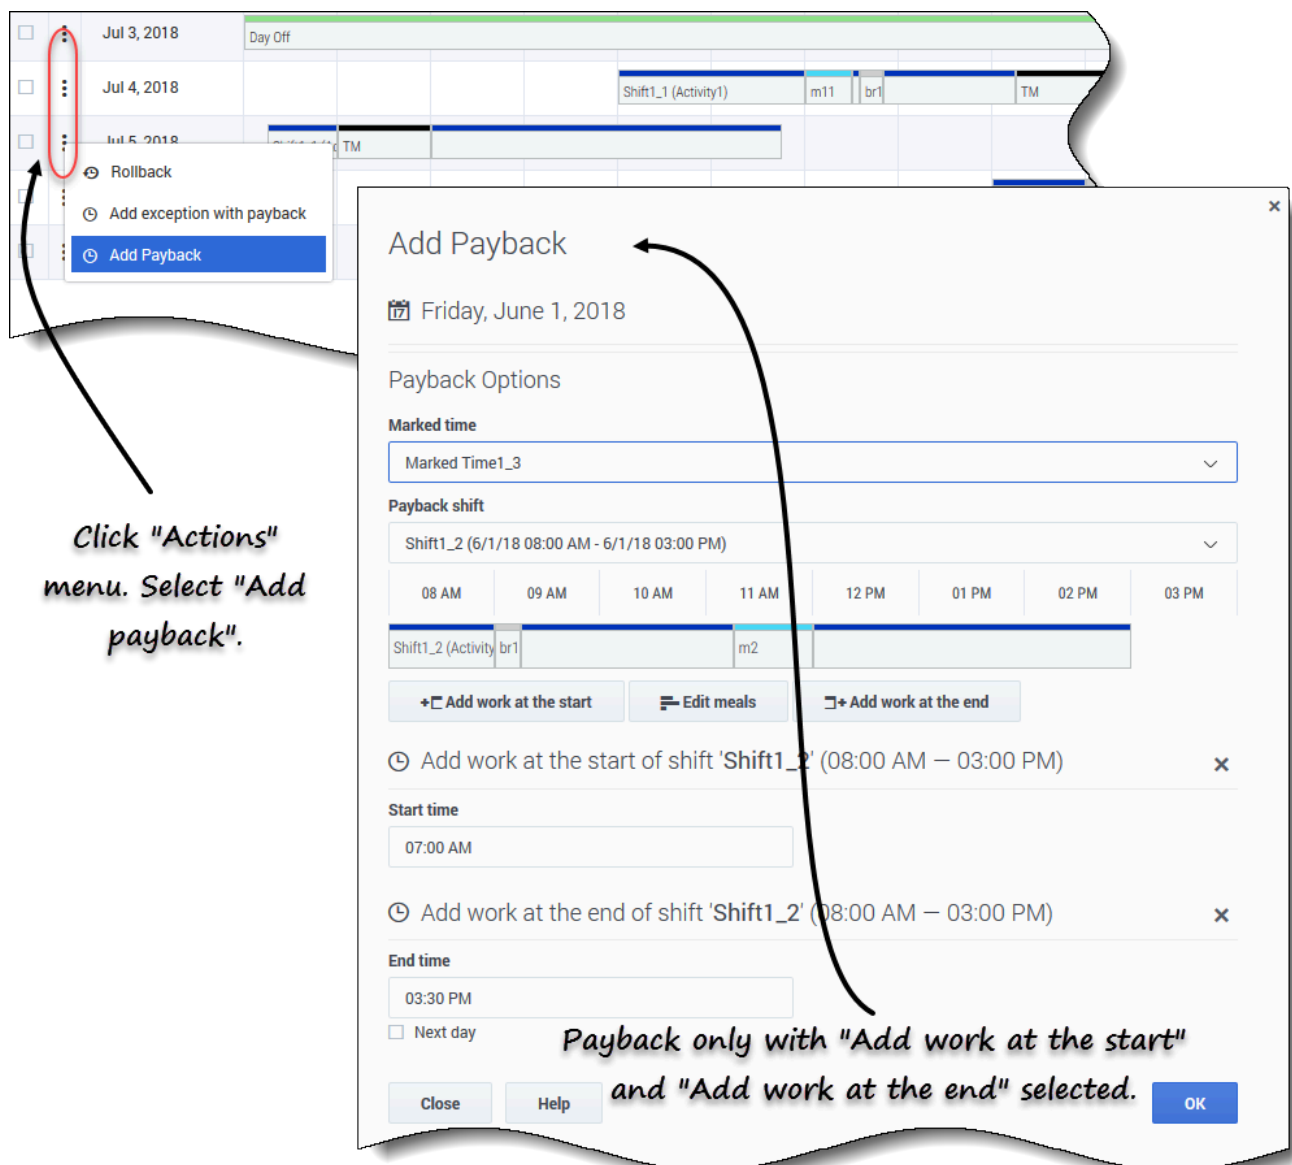 Jul 3, 2018
Day Off
Jul 4, 2018
Shift1_1 (Activity1)
m11
br1
TM
Jul 5, 2018
TM
Rollback
Add exception with payback
Add Payback
Click "Actions"
menu. Select "Add
payback".
Add Payback
17 Friday, June 1, 2018
Payback Options
Marked time
Marked Time1_3
Payback shift
Shift1_2 (6/1/18 08:00 AM - 6/1/18 03:00 PM)
08 AM 09 AM 10 AM 11 AM 12 PM 01 PM 02 PM 03 PM
Shift1_2 (Activity br1 m2
Add work at the start Edit meals Add work at the end
Add work at the start of shift 'Shift1_2' (08:00 AM — 03:00 PM)
Start time
07:00 AM
Add work at the end of shift 'Shift1_2' (08:00 AM — 03:00 PM)
End time
03:30 PM
Next day
Payback only with "Add work at the start"
and "Add work at the end" selected.
Close Help OK